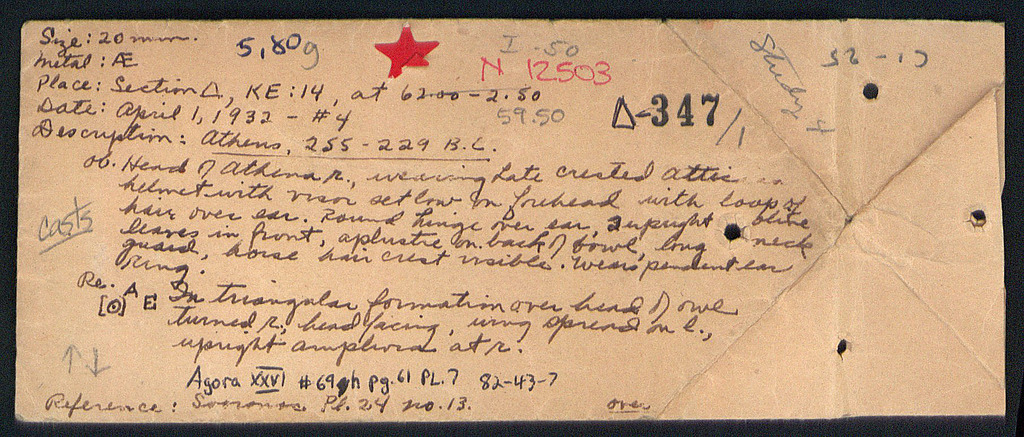 Size: 20 mm. 5,80g I -50
Metal: Æ N 12503 Study 4 52-17
Place: Section Δ, KE:14, at 62.00-2.50
Date: April 1, 1932 - #4 59.50 Δ-347/1
Description: Athens, 255-229 B.C.
ob. Head of Athena r., wearing late crested Attic
helmet with visor set low on forehead with loop of
hair over ear. Round hinge over ear, 3 upright olive
casts leaves in front, aplustre on back of bowl, long neck
guard, horse hair crest visible. Wears pendent ear
ring.
Re. A E In triangular formation over head of owl
[⊙] turned r., head facing, wing spread on l.,
↑↓ upright amphora at r.
Agora XXVI #69gh pg.61 PL.7 82-43-7
Reference: Svoronos. Pl. 24 no. 13. over